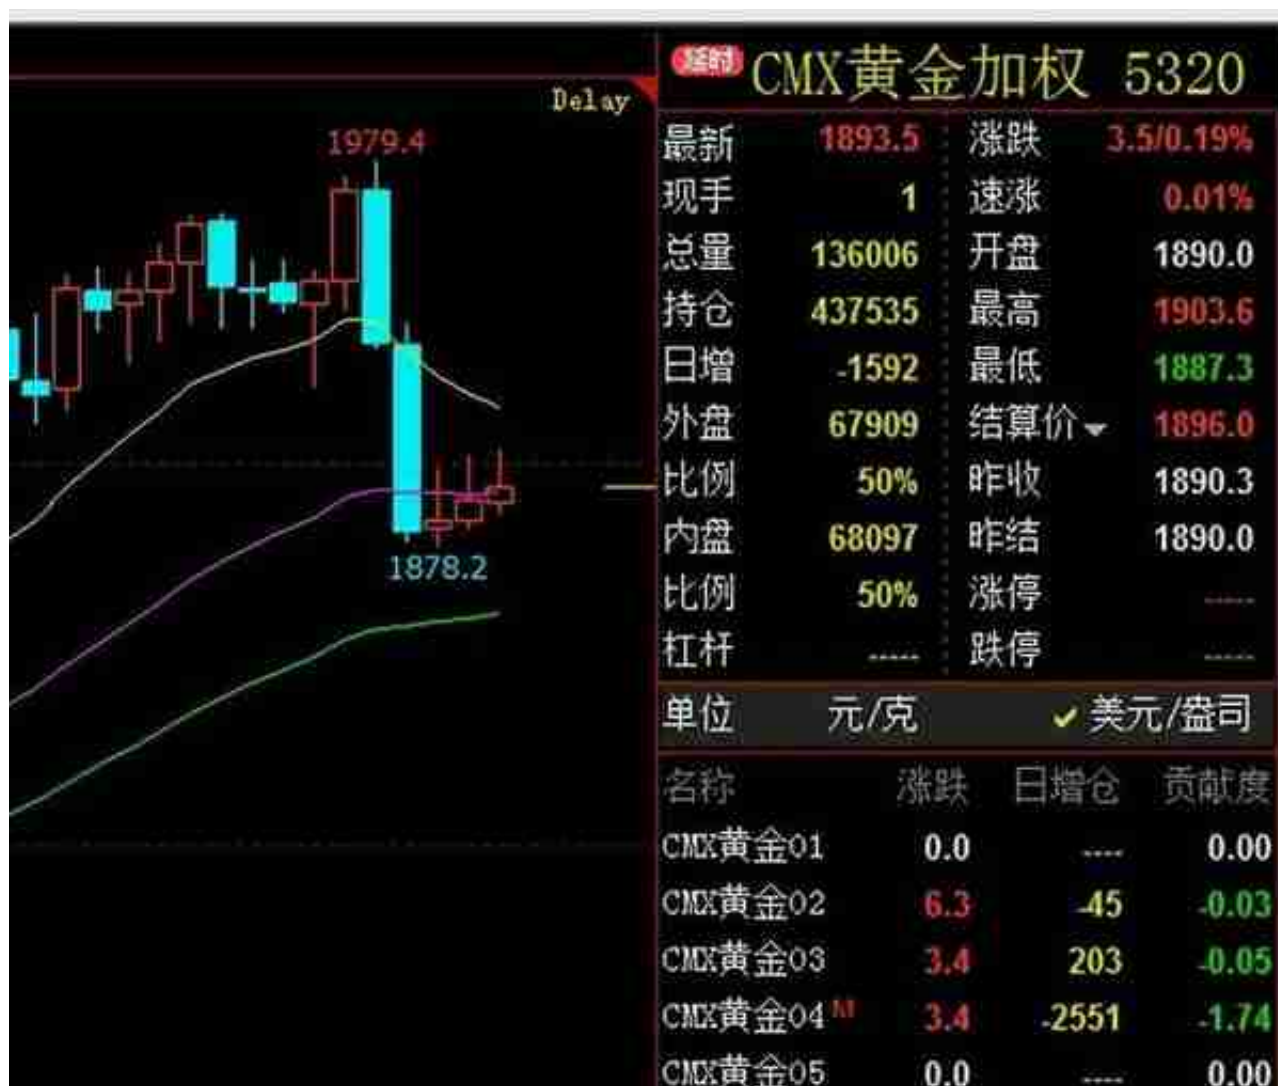 延时 CMX黄金加权 5320
Delay
1979.4
1878.2
最新 1893.5 涨跌 3.5/0.19%
现手 1 速涨 0.01%
总量 136006 开盘 1890.0
持仓 437535 最高 1903.6
日增 -1592 最低 1887.3
外盘 67909 结算价 1896.0
比例 50% 昨收 1890.3
内盘 68097 昨结 1890.0
比例 50% 涨停 -----
杠杆 ----- 跌停 -----
单位 元/克 美元/盎司
名称 涨跌 日增仓 贡献度
CMX黄金01 0.0 ---- 0.00
CMX黄金02 6.3 -45 -0.03
CMX黄金03 3.4 203 -0.05
CMX黄金04 M 3.4 -2551 -1.74
CMX黄金05 0.0 ---- 0.00